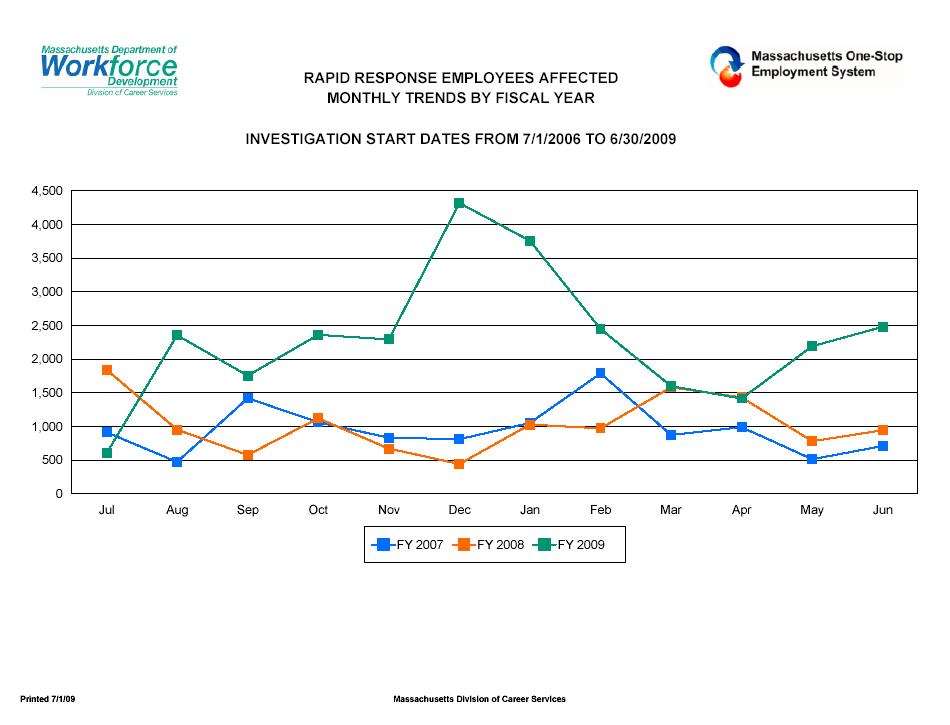 Massachusetts Department of
Workforce
Development
Division of Career Services
Massachusetts One-Stop
Employment System
RAPID RESPONSE EMPLOYEES AFFECTED
MONTHLY TRENDS BY FISCAL YEAR
INVESTIGATION START DATES FROM 7/1/2006 TO 6/30/2009
4,500
4,000
3,500
3,000
2,500
2,000
1,500
1,000
500
0
Jul Aug Sep Oct Nov Dec Jan Feb Mar Apr May Jun
FY 2007 FY 2008 FY 2009
Printed 7/1/09 Massachusetts Division of Career Services